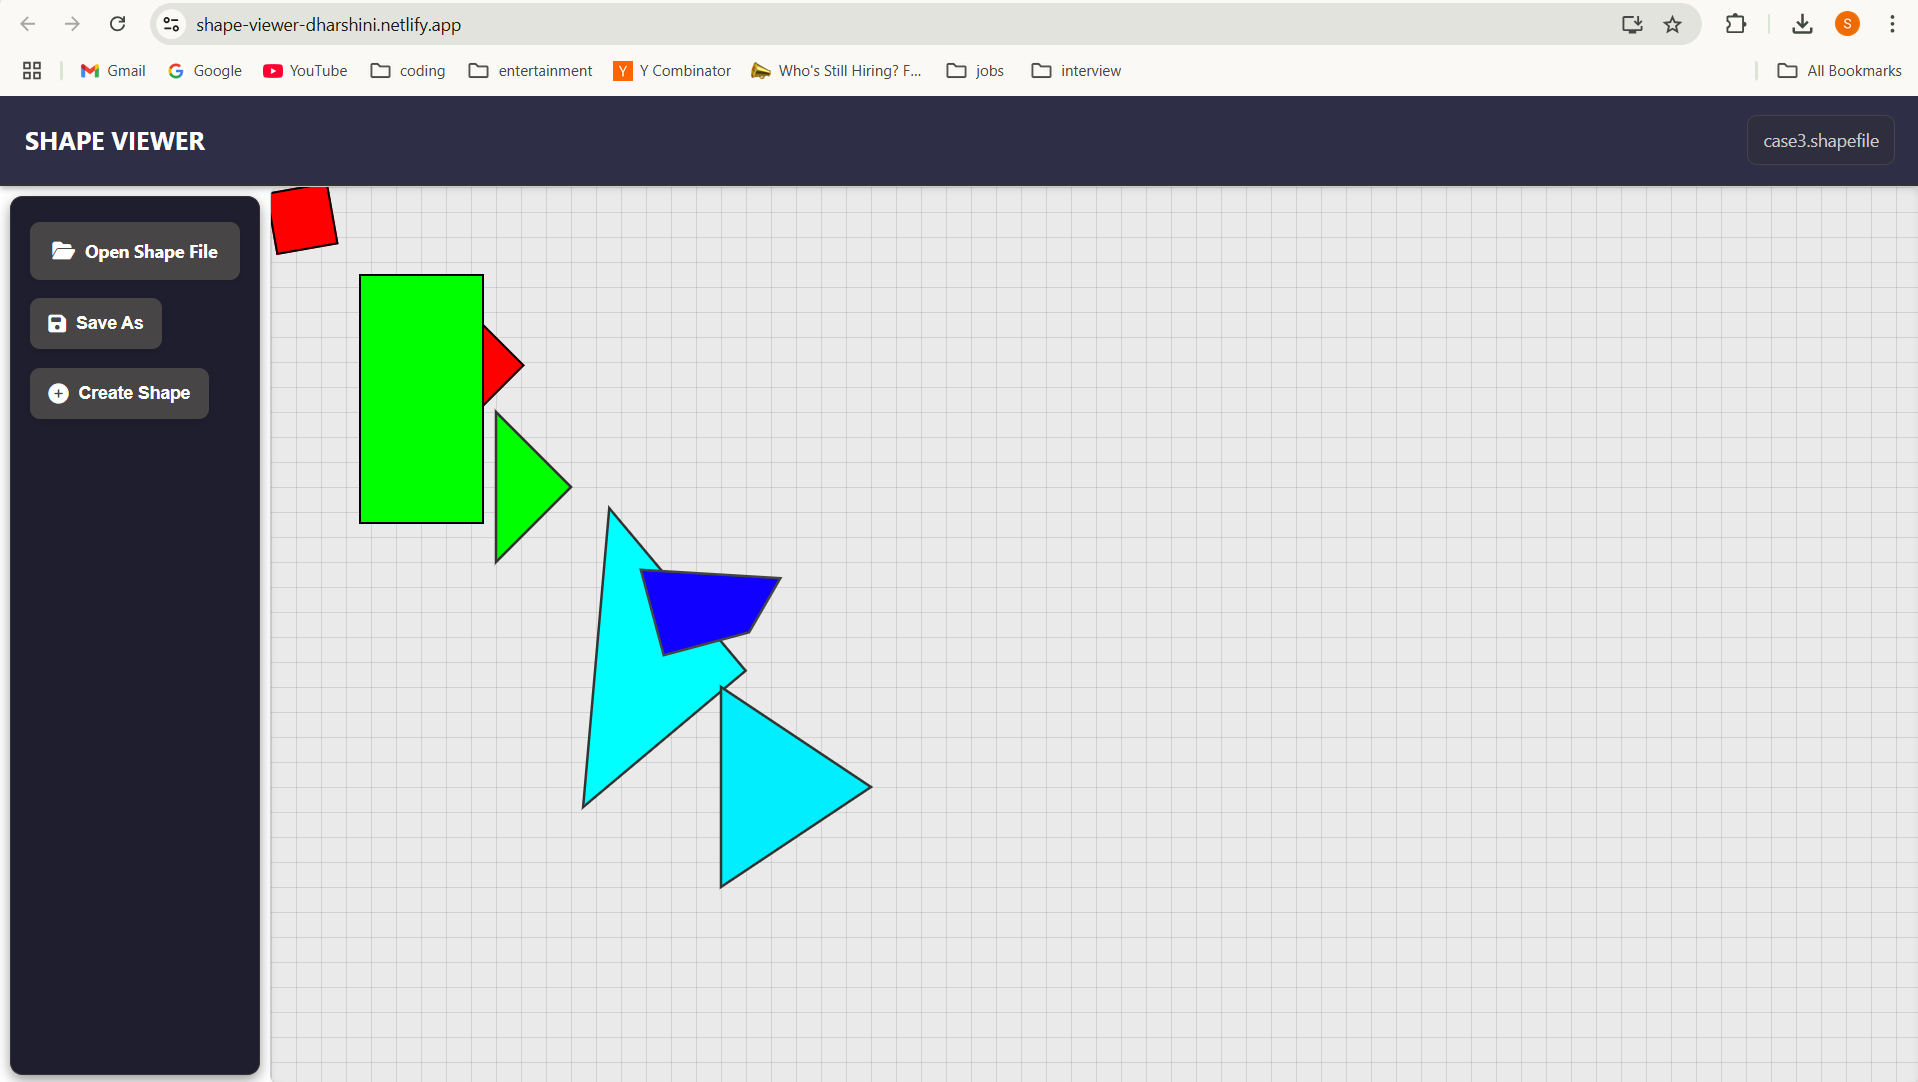 shape-viewer-dharshini.netlify.app
S
Gmail
Google
YouTube
coding
entertainment
Y Y Combinator
Who's Still Hiring? F...
jobs
interview
All Bookmarks
SHAPE VIEWER
case3.shapefile
Open Shape File
Save As
Create Shape